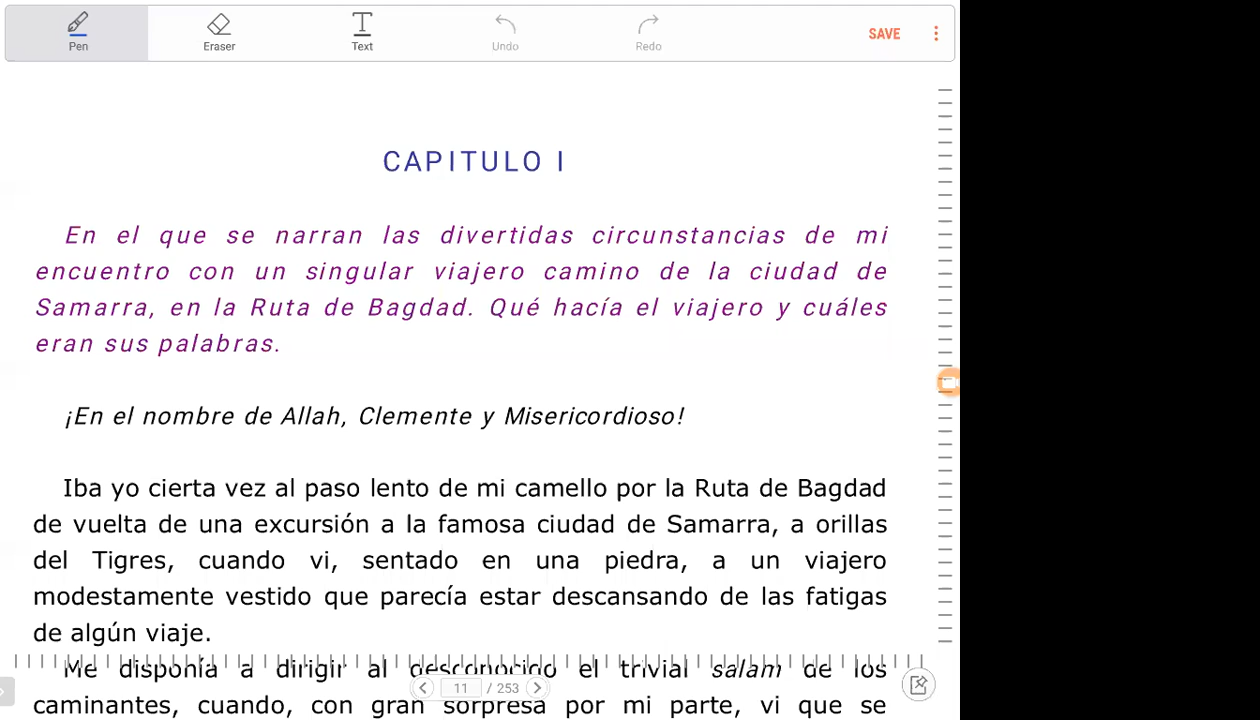 Pen
Eraser
Text
Undo
Redo
SAVE
CAPITULO I
En el que se narran las divertidas circunstancias de mi
encuentro con un singular viajero camino de la ciudad de
Samarra, en la Ruta de Bagdad. Qué hacía el viajero y cuáles
eran sus palabras.
¡En el nombre de Allah, Clemente y Misericordioso!
Iba yo cierta vez al paso lento de mi camello por la Ruta de Bagdad
de vuelta de una excursión a la famosa ciudad de Samarra, a orillas
del Tigres, cuando vi, sentado en una piedra, a un viajero
modestamente vestido que parecía estar descansando de las fatigas
de algún viaje.
Me disponía a dirigir al desconocido el trivial salam de los
11 / 253
caminantes, cuando, con gran sorpresa por mi parte, vi que se